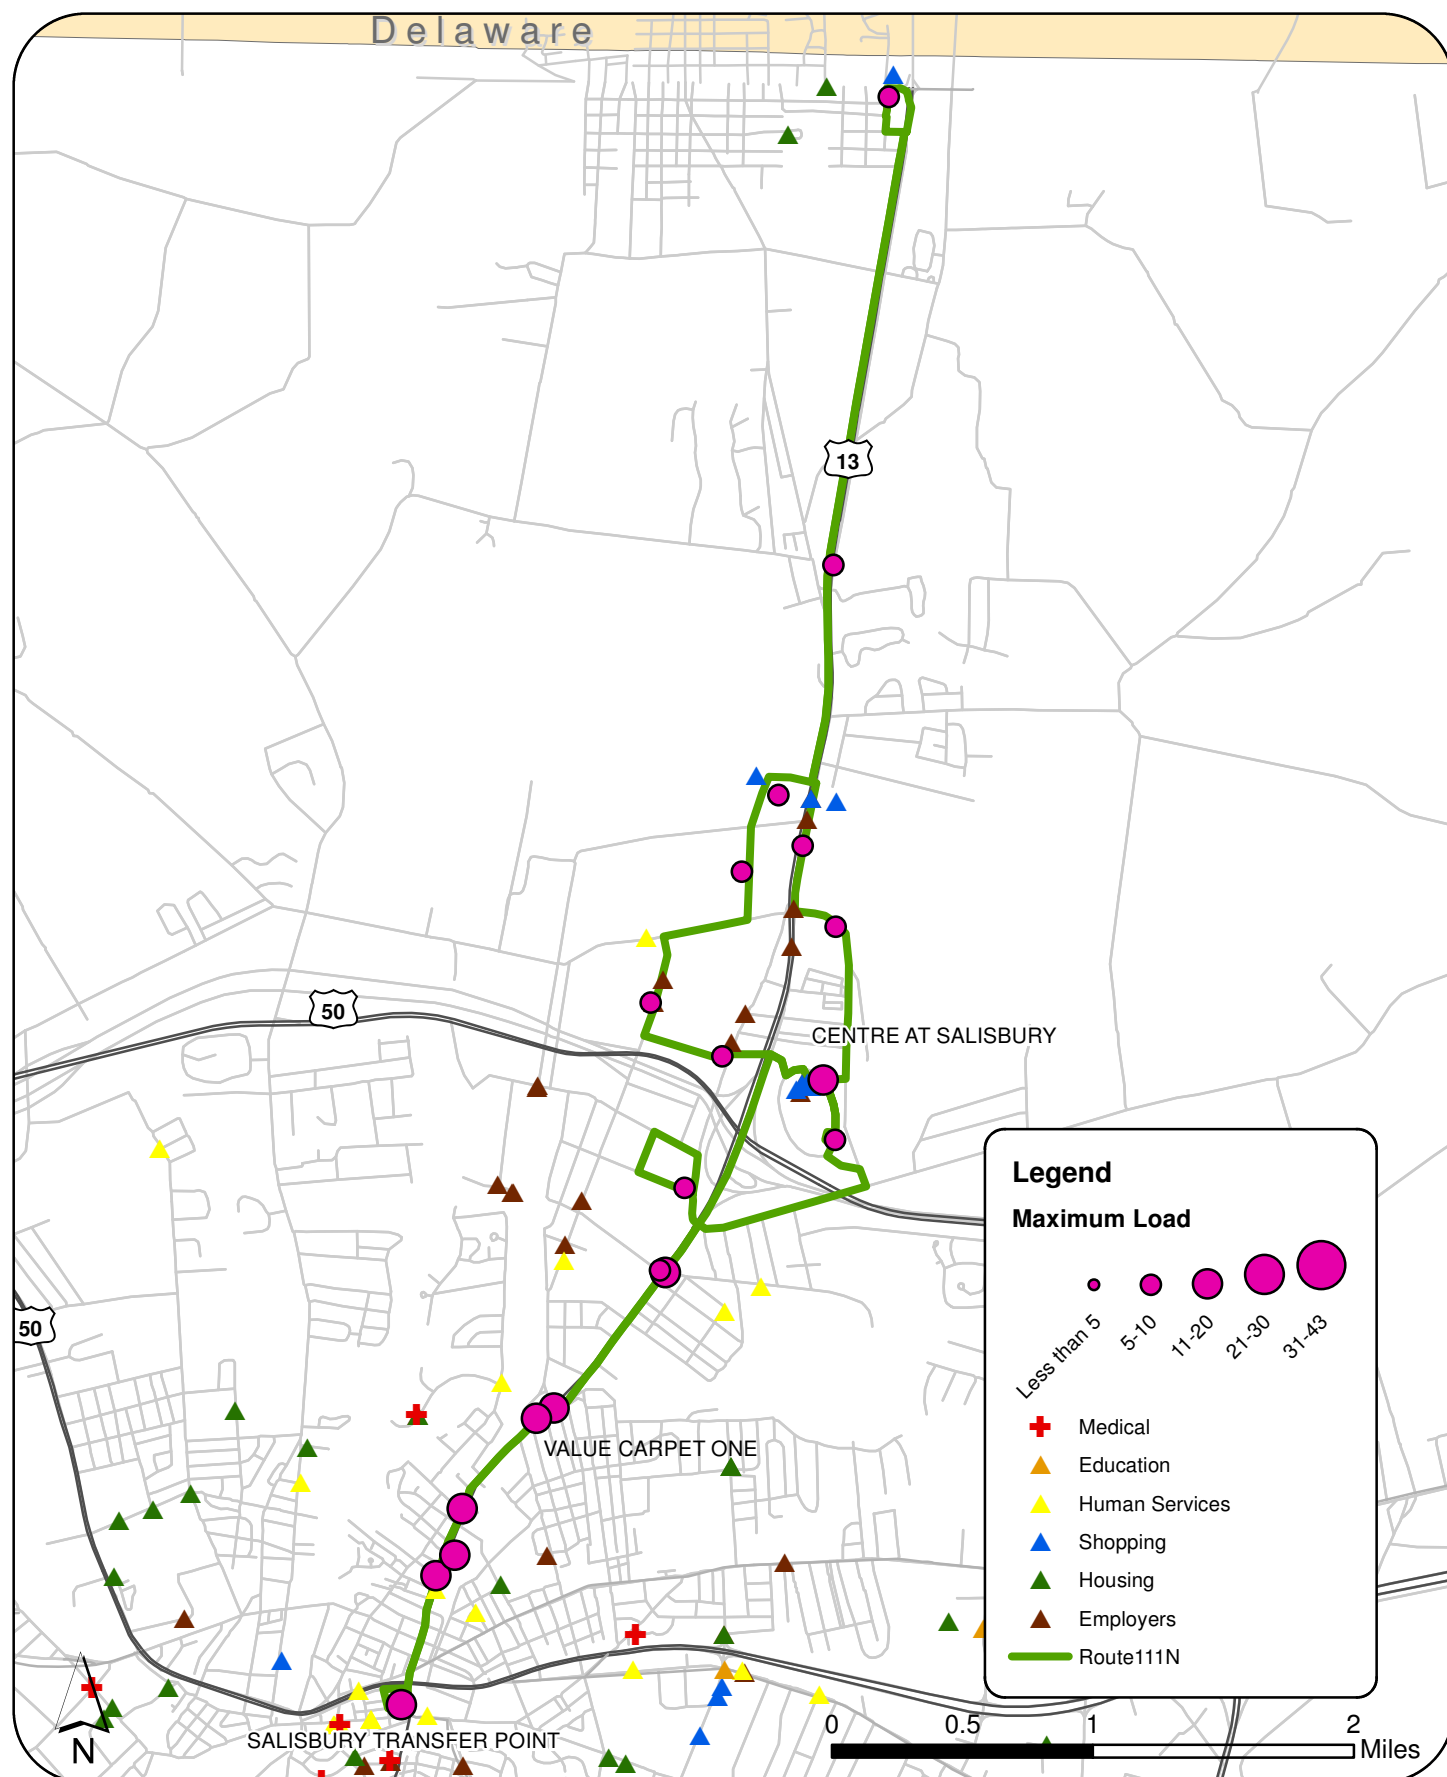 Delaware
13
50
CENTRE AT SALISBURY
50
VALUE CARPET ONE
SALISBURY TRANSFER POINT
N
Legend
Maximum Load
Less than 5
5-10
11-20
21-30
31-43
Medical
Education
Human Services
Shopping
Housing
Employers
Route111N
0 0.5 1 2
Miles